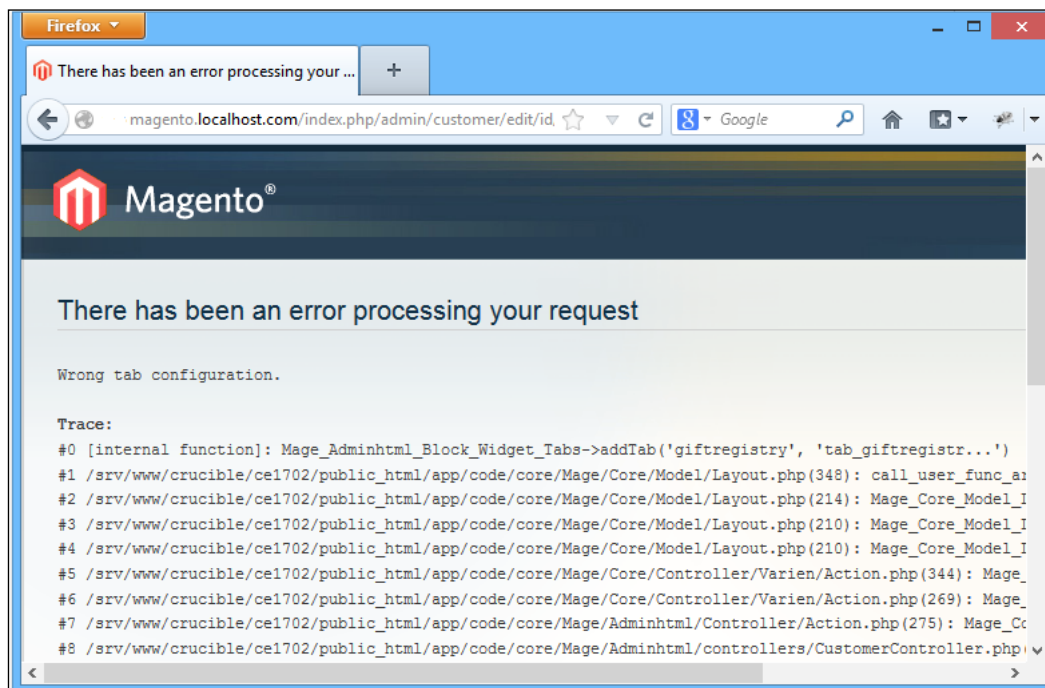 Firefox
There has been an error processing your ...
magento.localhost.com/index.php/admin/customer/edit/id
Google
Magento®
There has been an error processing your request
Wrong tab configuration.
Trace:
#0 [internal function]: Mage_Adminhtml_Block_Widget_Tabs->addTab('giftregistry', 'tab_giftregistr...')
#1 /srv/www/crucible/ce1702/public_html/app/code/core/Mage/Core/Model/Layout.php(348): call_user_func_ar
#2 /srv/www/crucible/ce1702/public_html/app/code/core/Mage/Core/Model/Layout.php(214): Mage_Core_Model_
#3 /srv/www/crucible/ce1702/public_html/app/code/core/Mage/Core/Model/Layout.php(210): Mage_Core_Model_
#4 /srv/www/crucible/ce1702/public_html/app/code/core/Mage/Core/Model/Layout.php(210): Mage_Core_Model_
#5 /srv/www/crucible/ce1702/public_html/app/code/core/Mage/Core/Controller/Varien/Action.php(344): Mage_
#6 /srv/www/crucible/ce1702/public_html/app/code/core/Mage/Core/Controller/Varien/Action.php(269): Mage_
#7 /srv/www/crucible/ce1702/public_html/app/code/core/Mage/Adminhtml/Controller/Action.php(275): Mage_Co
#8 /srv/www/crucible/ce1702/public_html/app/code/core/Mage/Adminhtml/controllers/CustomerController.php(